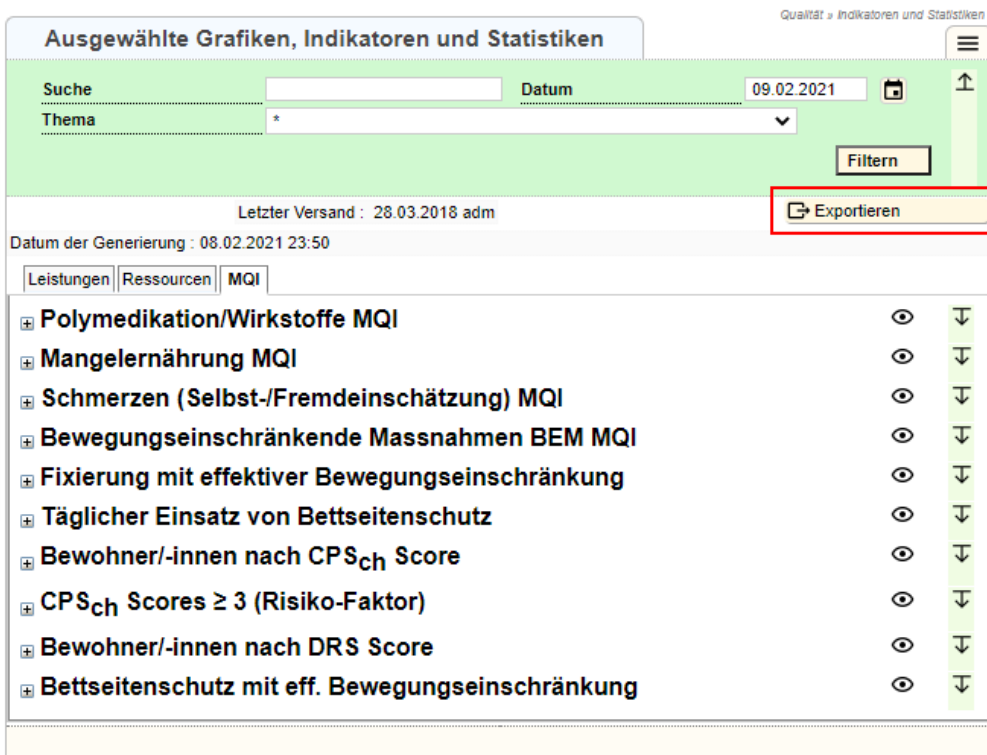 Qualität » Indikatoren und Statistiken
Ausgewählte Grafiken, Indikatoren und Statistiken
Suche Datum 09.02.2021
Thema *
Filtern
Letzter Versand : 28.03.2018 adm Exportieren
Datum der Generierung : 08.02.2021 23:50
Leistungen Ressourcen MQI
Polymedikation/Wirkstoffe MQI
Mangelernährung MQI
Schmerzen (Selbst-/Fremdeinschätzung) MQI
Bewegungseinschränkende Massnahmen BEM MQI
Fixierung mit effektiver Bewegungseinschränkung
Täglicher Einsatz von Bettseitenschutz
Bewohner/-innen nach CPSch Score
CPSch Scores ≥ 3 (Risiko-Faktor)
Bewohner/-innen nach DRS Score
Bettseitenschutz mit eff. Bewegungseinschränkung